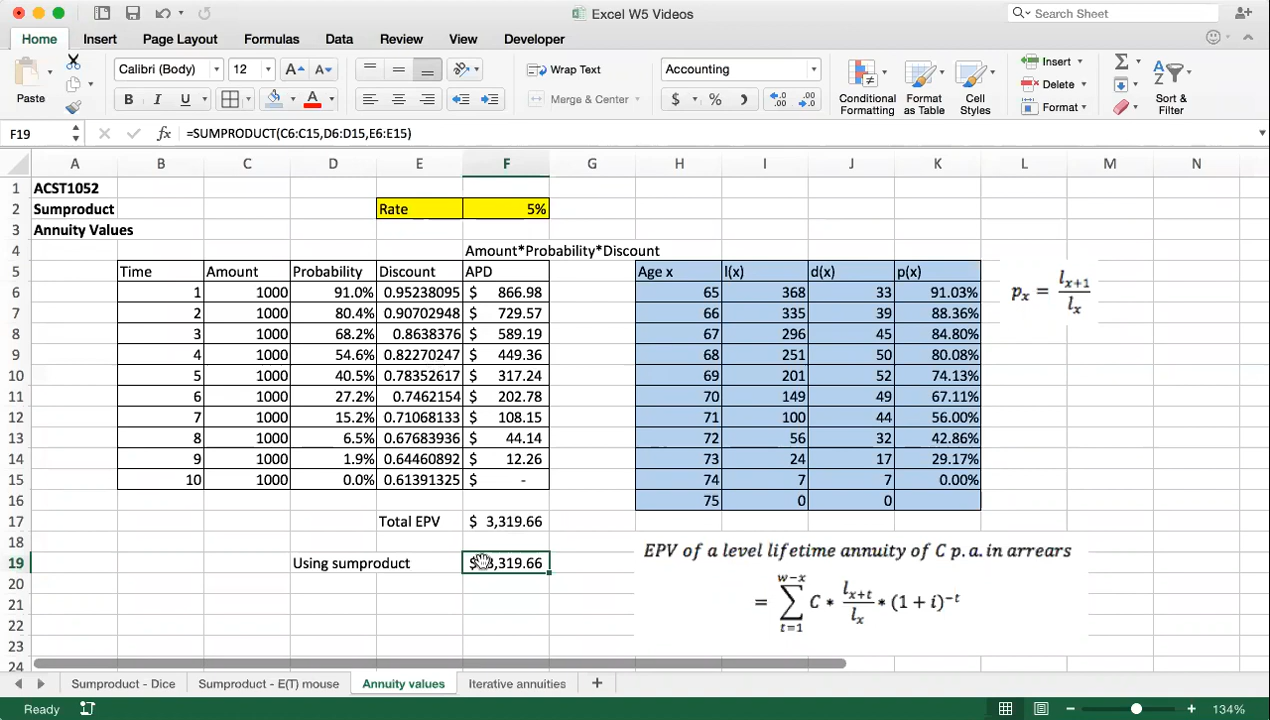 Excel W5 Videos
Search Sheet
Home Insert Page Layout Formulas Data Review View Developer
Paste
Calibri (Body) 12 A A
B I U A
Wrap Text
Merge & Center
Accounting
$ % .0 .00 .00 .0
Conditional Formatting
Format as Table
Cell Styles
Insert
Delete
Format
Sort & Filter
F19 fx =SUMPRODUCT(C6:C15,D6:D15,E6:E15)
A B C D E F G H I J K L M N
1 ACST1052
2 Sumproduct Rate 5%
3 Annuity Values
4 Amount*Probability*Discount
5 Time Amount Probability Discount APD Age x l(x) d(x) p(x)
6 1 1000 91.0% 0.95238095 $ 866.98 65 368 33 91.03%
7 2 1000 80.4% 0.90702948 $ 729.57 66 335 39 88.36%
8 3 1000 68.2% 0.8638376 $ 589.19 67 296 45 84.80%
9 4 1000 54.6% 0.82270247 $ 449.36 68 251 50 80.08%
10 5 1000 40.5% 0.78352617 $ 317.24 69 201 52 74.13%
11 6 1000 27.2% 0.7462154 $ 202.78 70 149 49 67.11%
12 7 1000 15.2% 0.71068133 $ 108.15 71 100 44 56.00%
13 8 1000 6.5% 0.67683936 $ 44.14 72 56 32 42.86%
14 9 1000 1.9% 0.64460892 $ 12.26 73 24 17 29.17%
15 10 0.0% 1000 0.61391325 $ - 74 7 7 0.00%
16 75 0 0
p_x = l_{x+1} / l_x
17 Total EPV $ 3,319.66
18
19 Using sumproduct $ 3,319.66
20
21
22
23
24
EPV of a level lifetime annuity of C p.a. in arrears
= ∑_{t=1}^{w−x} C * l_{x+t} / l_x * (1 + i)^{−t}
Sumproduct - Dice Sumproduct - E(T) mouse Annuity values Iterative annuities +
Ready 134%